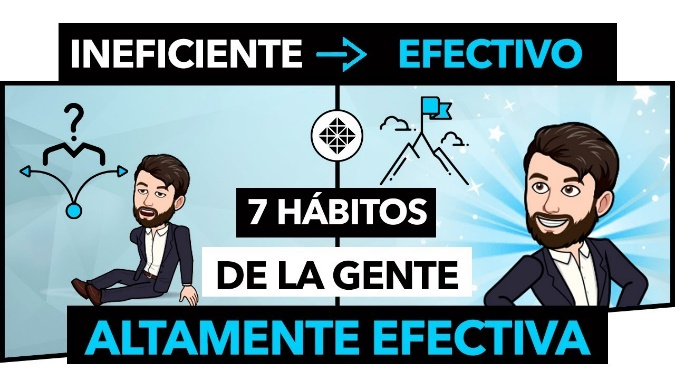 INEFICIENTE → EFECTIVO
?
7 HÁBITOS
DE LA GENTE
ALTAMENTE EFECTIVA